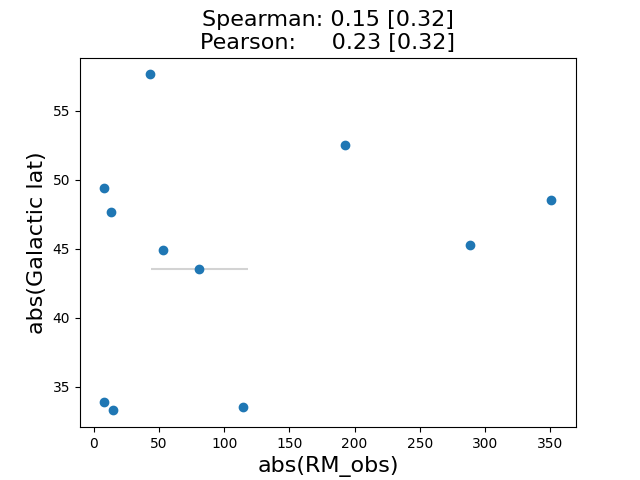 Spearman: 0.15 [0.32]
Pearson: 0.23 [0.32]
abs(Galactic lat)
55
50
45
40
35
0 50 100 150 200 250 300 350
abs(RM_obs)